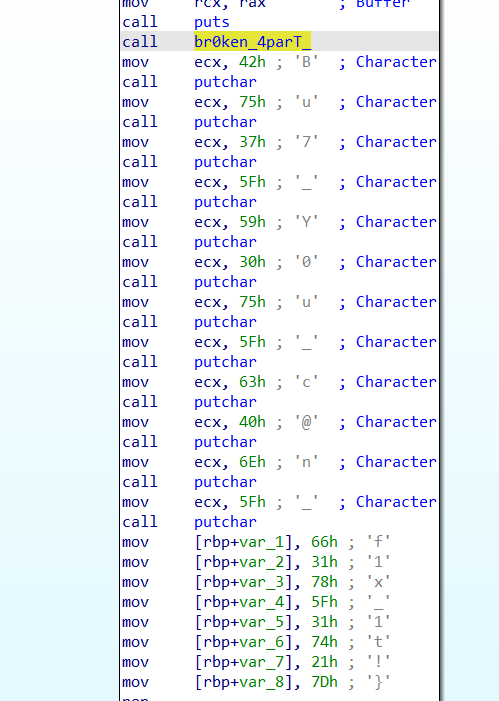 mov rcx, rax ; Buffer
call puts
call br0ken_4parT_
mov ecx, 42h ; 'B' ; Character
call putchar
mov ecx, 75h ; 'u' ; Character
call putchar
mov ecx, 37h ; '7' ; Character
call putchar
mov ecx, 5Fh ; '_' ; Character
call putchar
mov ecx, 59h ; 'Y' ; Character
call putchar
mov ecx, 30h ; '0' ; Character
call putchar
mov ecx, 75h ; 'u' ; Character
call putchar
mov ecx, 5Fh ; '_' ; Character
call putchar
mov ecx, 63h ; 'c' ; Character
call putchar
mov ecx, 40h ; '@' ; Character
call putchar
mov ecx, 6Eh ; 'n' ; Character
call putchar
mov ecx, 5Fh ; '_' ; Character
call putchar
mov [rbp+var_1], 66h ; 'f'
mov [rbp+var_2], 31h ; '1'
mov [rbp+var_3], 78h ; 'x'
mov [rbp+var_4], 5Fh ; '_'
mov [rbp+var_5], 31h ; '1'
mov [rbp+var_6], 74h ; 't'
mov [rbp+var_7], 21h ; '!'
mov [rbp+var_8], 7Dh ; '}'